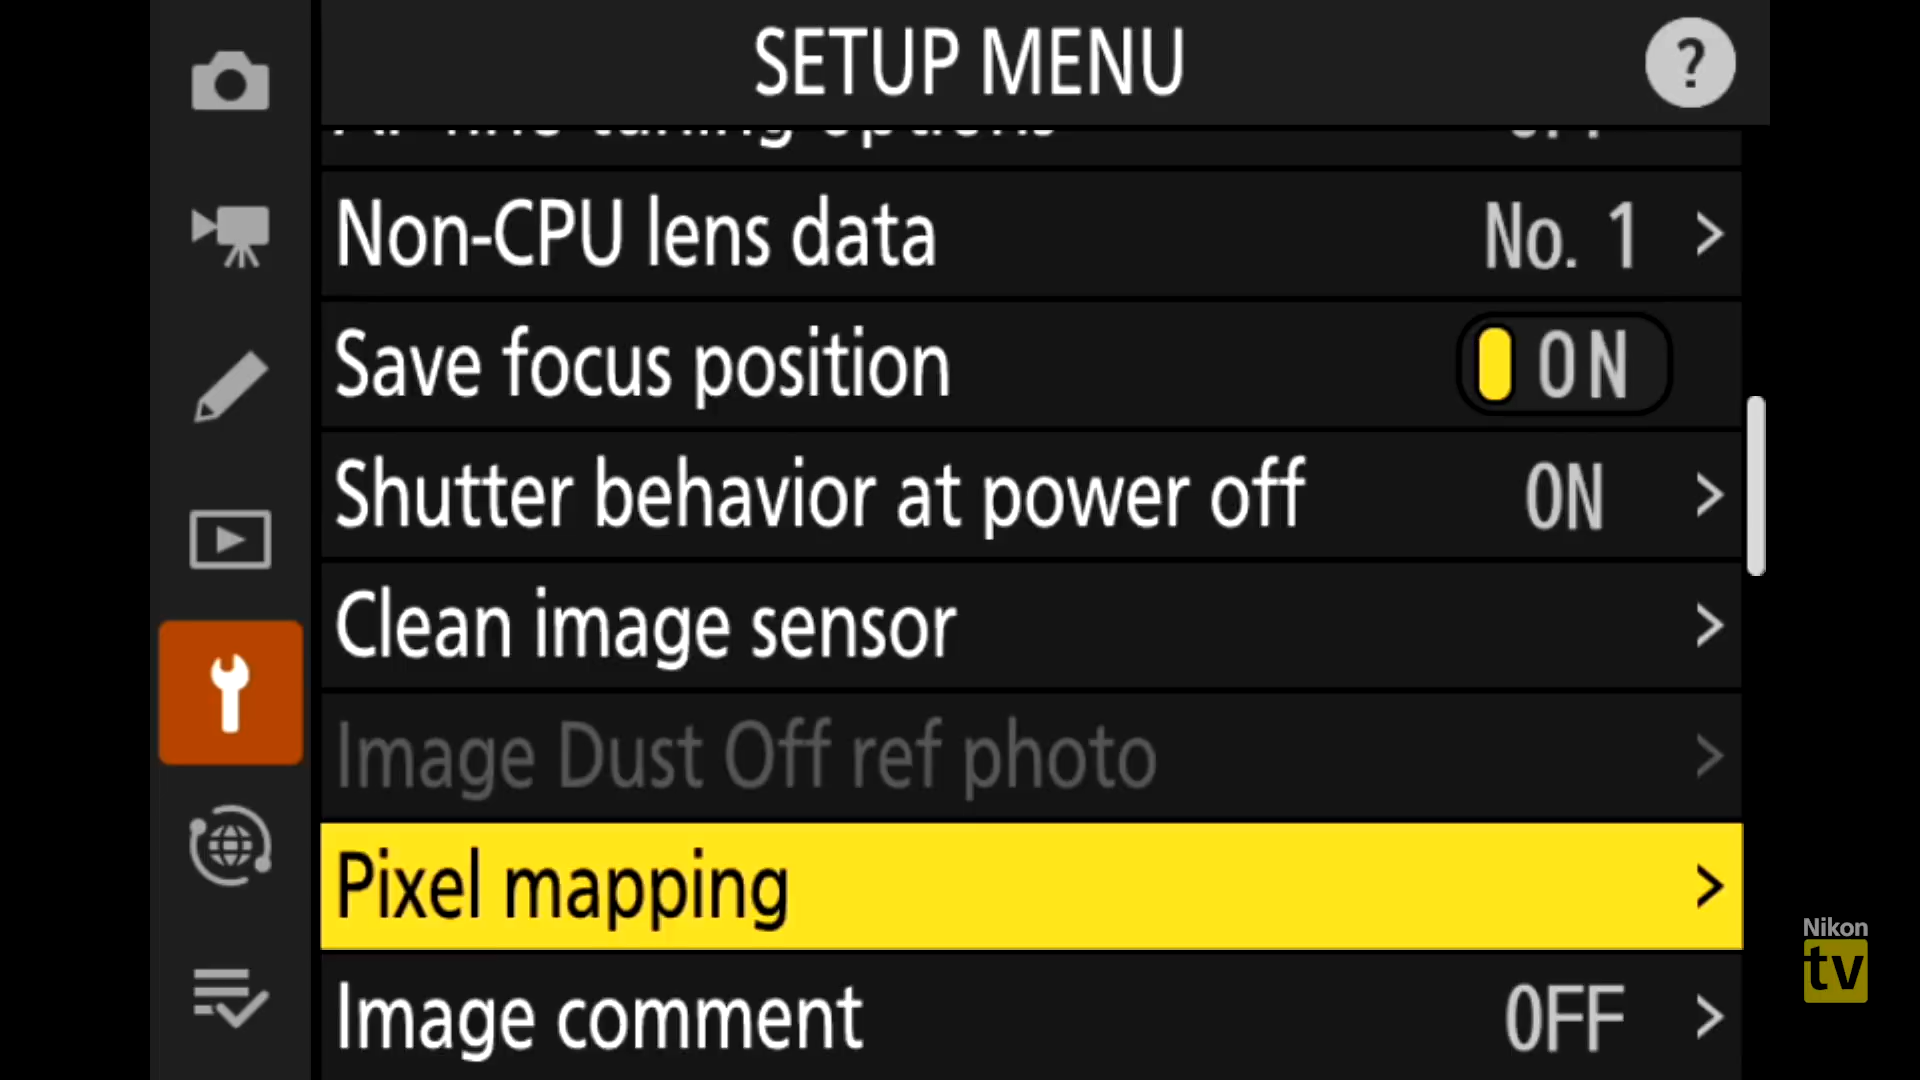 SETUP MENU ?
Non-CPU lens data No. 1 >
Save focus position ON
Shutter behavior at power off ON >
Clean image sensor >
Image Dust Off ref photo >
Pixel mapping >
Image comment OFF >
Nikon
tv